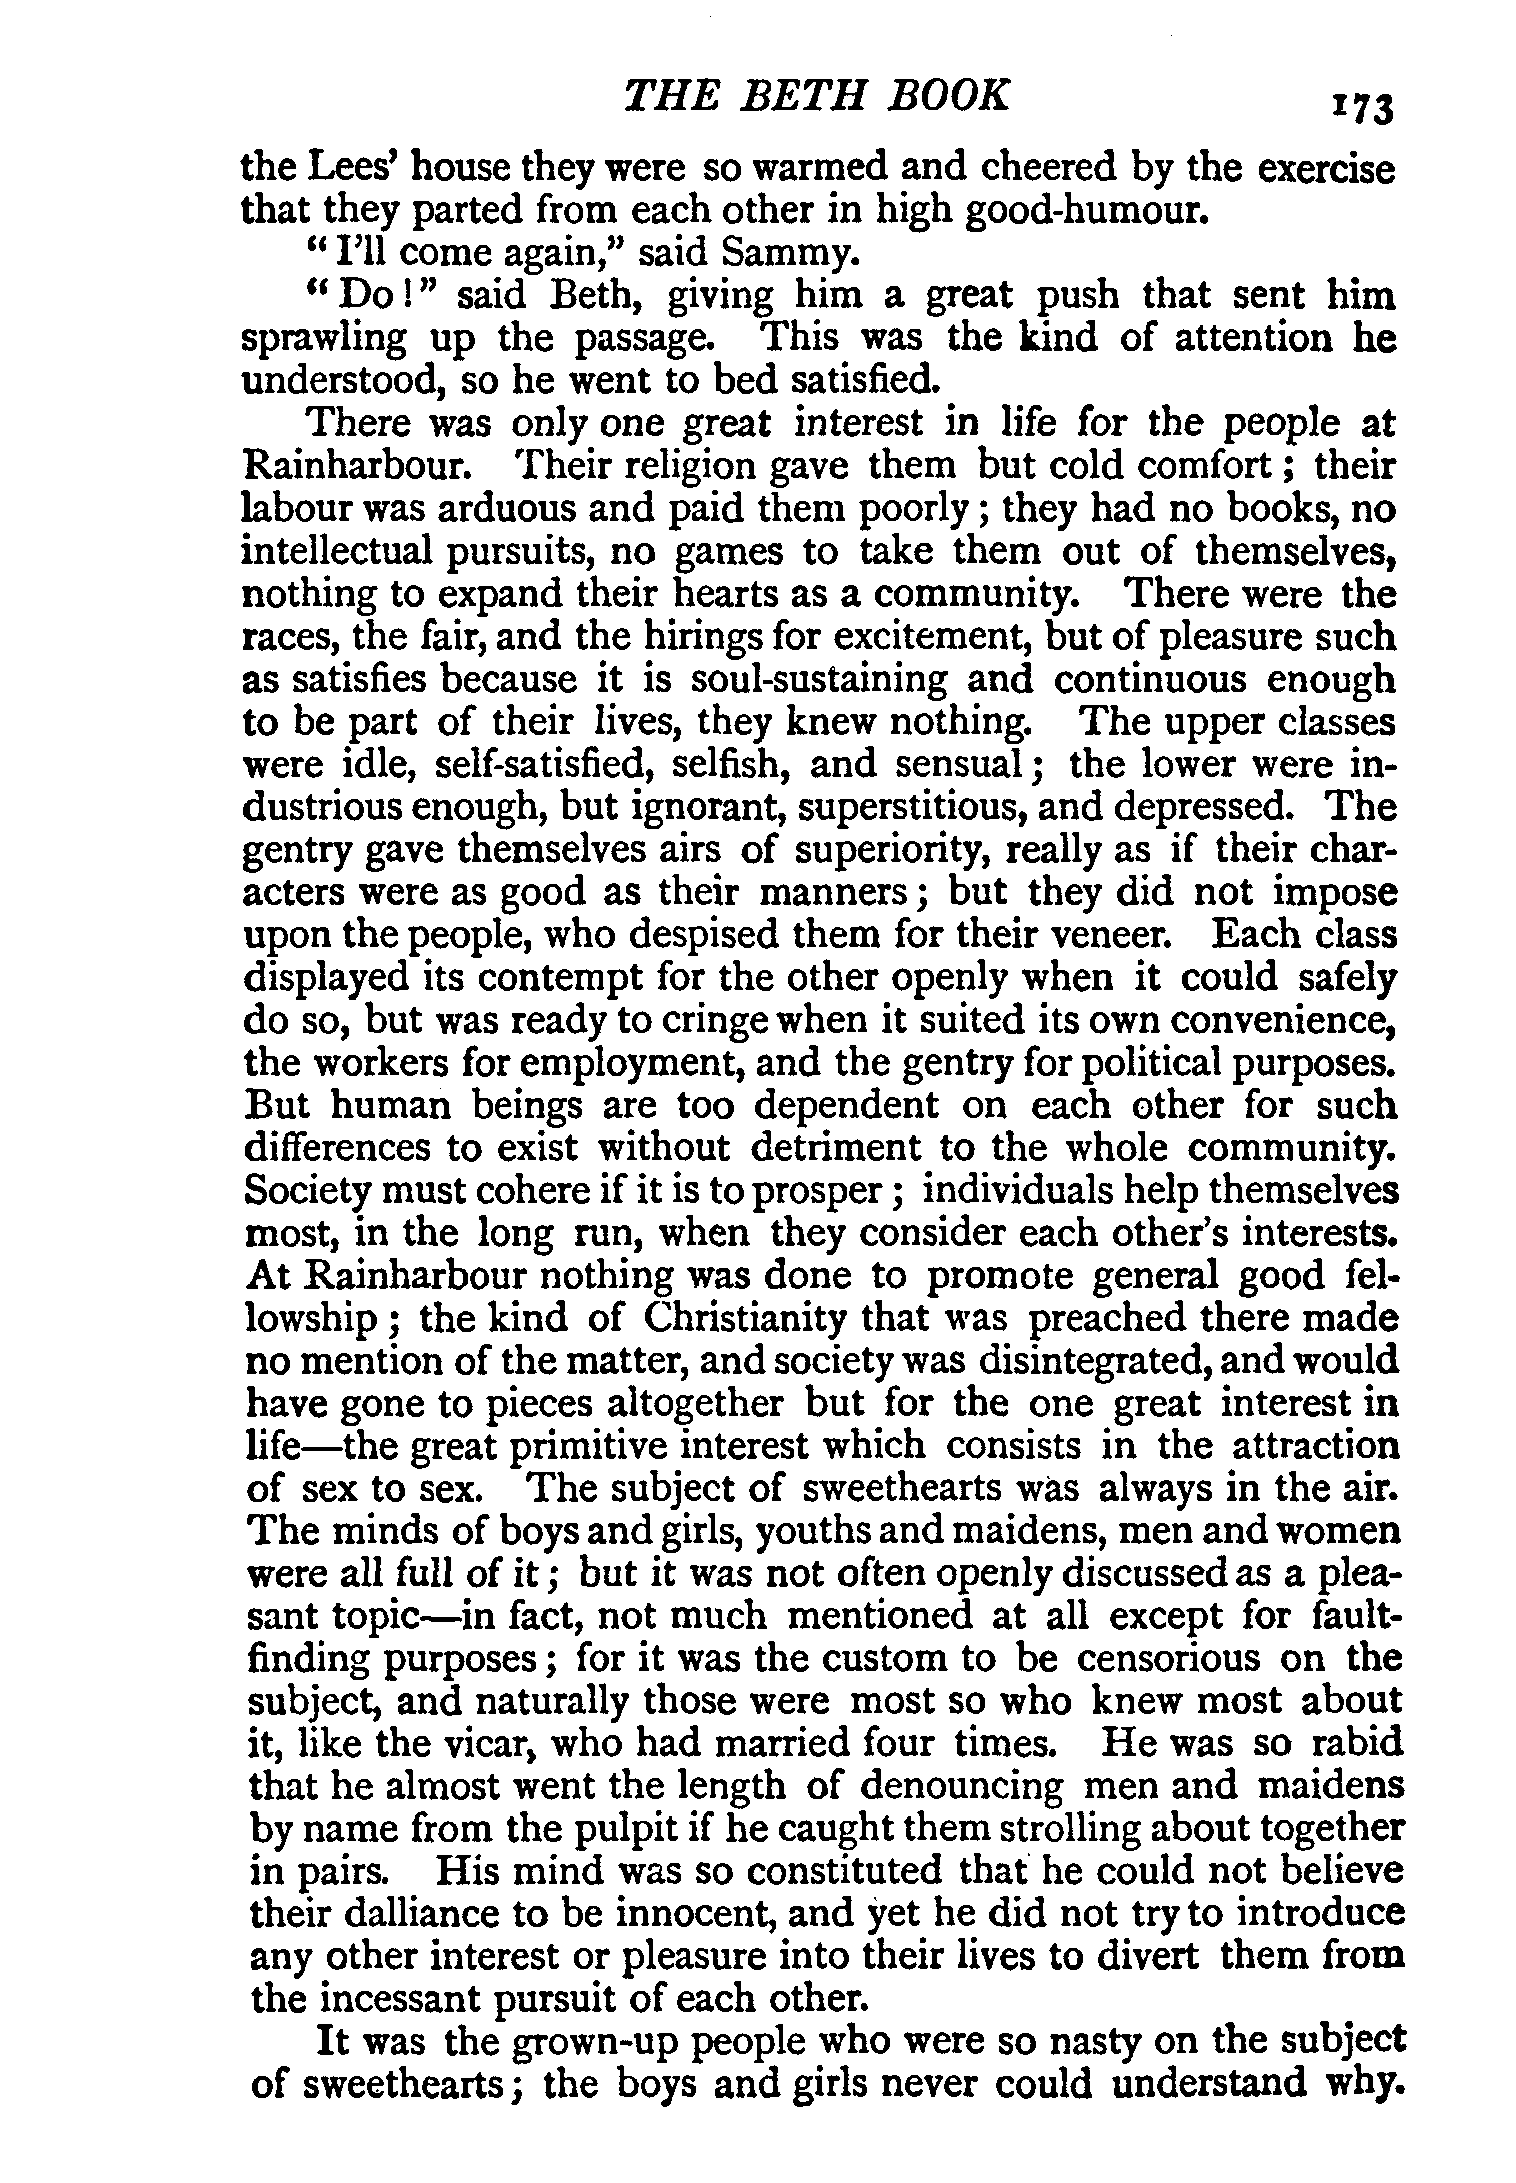 THE BETH BOOK 173
the Lees’ house they were so warmed and cheered by the exercise
that they parted from each other in high good-humour.
“I’ll come again,” said Sammy.
“Do!” said Beth, giving him a great push that sent him
sprawling up the passage. This was the kind of attention he
understood, so he went to bed satisfied.
There was only one great interest in life for the people at
Rainharbour. Their religion gave them but cold comfort; their
labour was arduous and paid them poorly; they had no books, no
intellectual pursuits, no games to take them out of themselves,
nothing to expand their hearts as a community. There were the
races, the fair, and the hirings for excitement, but of pleasure such
as satisfies because it is soul-sustaining and continuous enough
to be part of their lives, they knew nothing. The upper classes
were idle, self-satisfied, selfish, and sensual; the lower were in-
dustrious enough, but ignorant, superstitious, and depressed. The
gentry gave themselves airs of superiority, really as if their char-
acters were as good as their manners; but they did not impose
upon the people, who despised them for their veneer. Each class
displayed its contempt for the other openly when it could safely
do so, but was ready to cringe when it suited its own convenience,
the workers for employment, and the gentry for political purposes.
But human beings are too dependent on each other for such
differences to exist without detriment to the whole community.
Society must cohere if it is to prosper; individuals help themselves
most, in the long run, when they consider each other’s interests.
At Rainharbour nothing was done to promote general good fel-
lowship; the kind of Christianity that was preached there made
no mention of the matter, and society was disintegrated, and would
have gone to pieces altogether but for the one great interest in
life—the great primitive interest which consists in the attraction
of sex to sex. The subject of sweethearts was always in the air.
The minds of boys and girls, youths and maidens, men and women
were all full of it; but it was not often openly discussed as a plea-
sant topic—in fact, not much mentioned at all except for fault-
finding purposes; for it was the custom to be censorious on the
subject, and naturally those were most so who knew most about
it, like the vicar, who had married four times. He was so rabid
that he almost went the length of denouncing men and maidens
by name from the pulpit if he caught them strolling about together
in pairs. His mind was so constituted that he could not believe
their dalliance to be innocent, and yet he did not try to introduce
any other interest or pleasure into their lives to divert them from
the incessant pursuit of each other.
It was the grown-up people who were so nasty on the subject
of sweethearts; the boys and girls never could understand why.